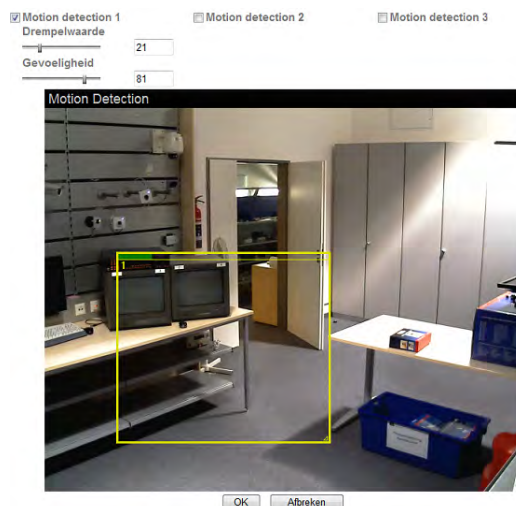 Motion detection 1 Motion detection 2 Motion detection 3
Drempelwaarde
21
Gevoeligheid
81
Motion Detection
1
OK Afbreken